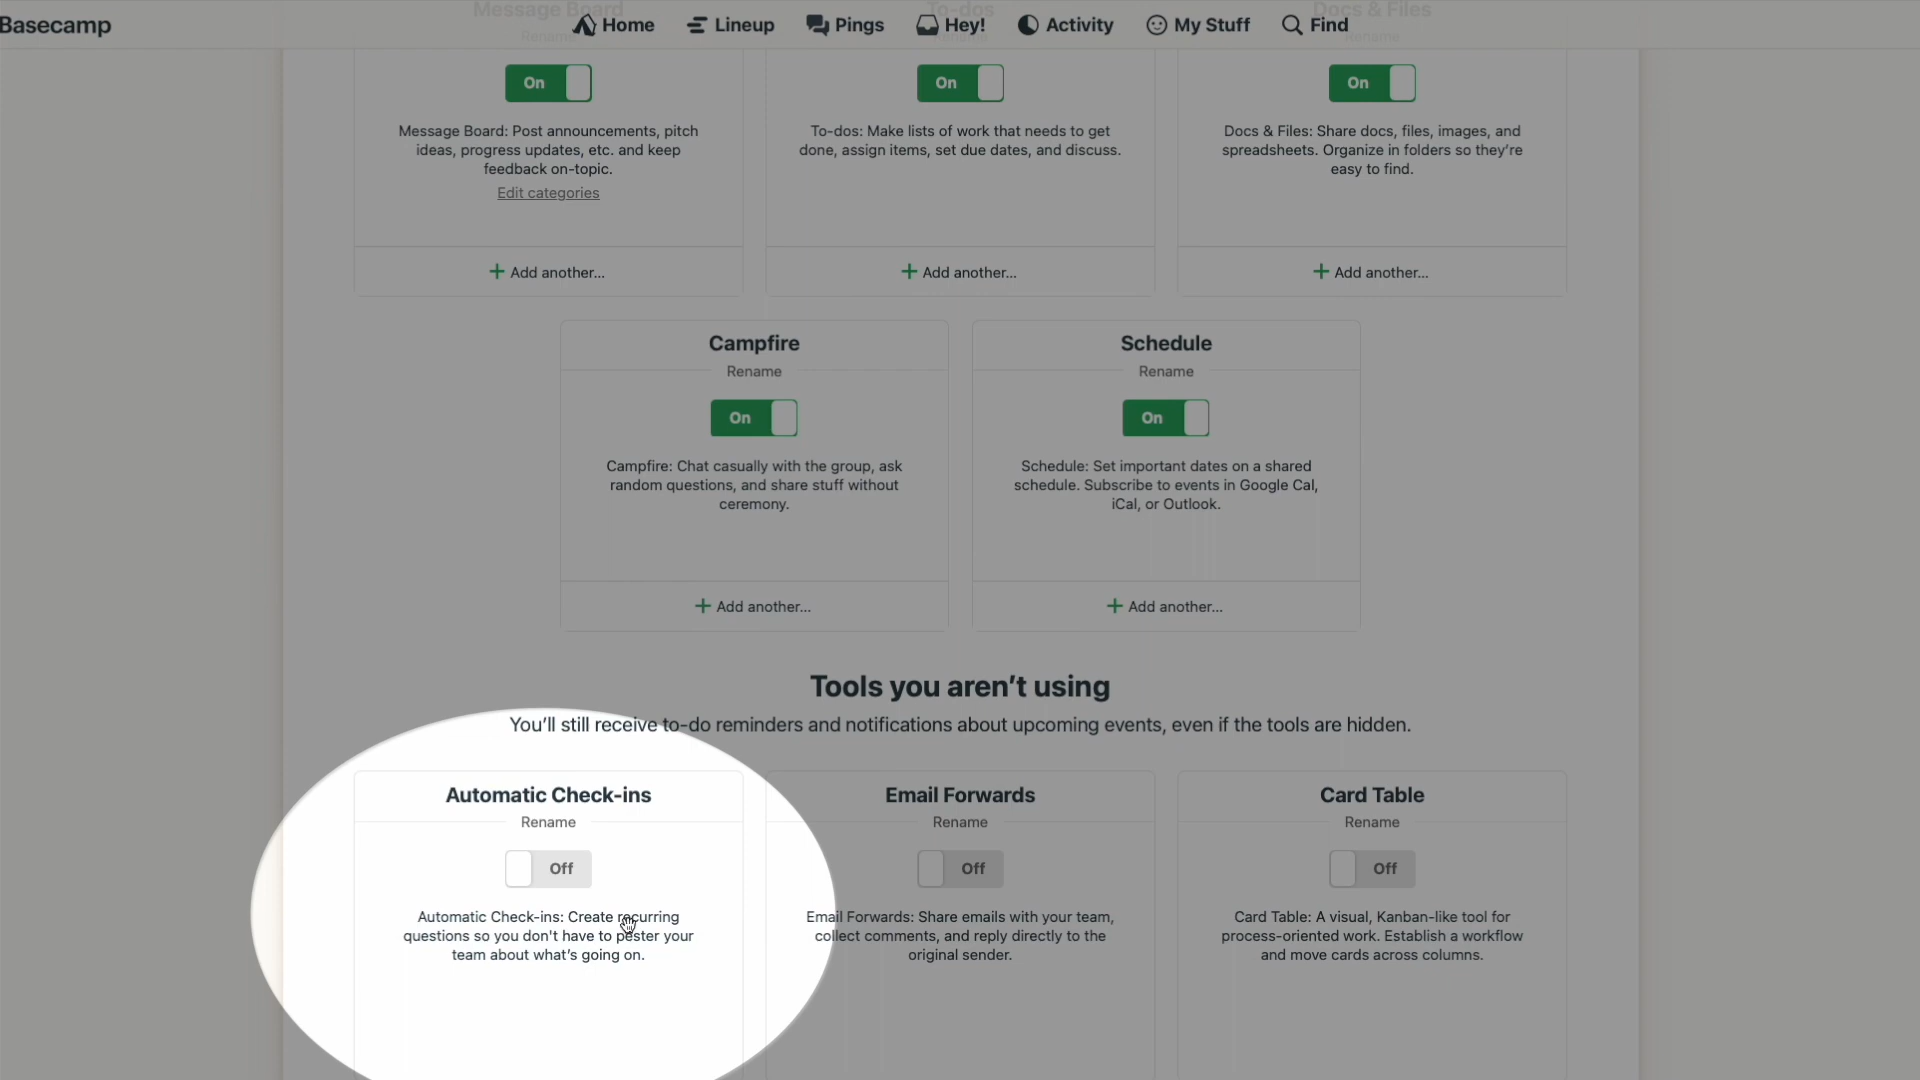 Message Board
To-dos
Docs & Files
Basecamp
Home
Lineup
Pings
Hey!
Activity
My Stuff
Find
Rename
Rename
On
On
On
Message Board: Post announcements, pitch
ideas, progress updates, etc. and keep
feedback on-topic.
Edit categories
To-dos: Make lists of work that needs to get
done, assign items, set due dates, and discuss.
Docs & Files: Share docs, files, images, and
spreadsheets. Organize in folders so they’re
easy to find.
+ Add another...
+ Add another...
+ Add another...
Campfire
Rename
On
Campfire: Chat casually with the group, ask
random questions, and share stuff without
ceremony.
+ Add another...
Schedule
Rename
On
Schedule: Set important dates on a shared
schedule. Subscribe to events in Google Cal,
iCal, or Outlook.
+ Add another...
Tools you aren’t using
You’ll still receive to-do reminders and notifications about upcoming events, even if the tools are hidden.
Automatic Check-ins
Rename
Off
Automatic Check-ins: Create recurring
questions so you don't have to pester your
team about what’s going on.
Email Forwards
Rename
Off
Email Forwards: Share emails with your team,
collect comments, and reply directly to the
original sender.
Card Table
Rename
Off
Card Table: A visual, Kanban-like tool for
process-oriented work. Establish a workflow
and move cards across columns.